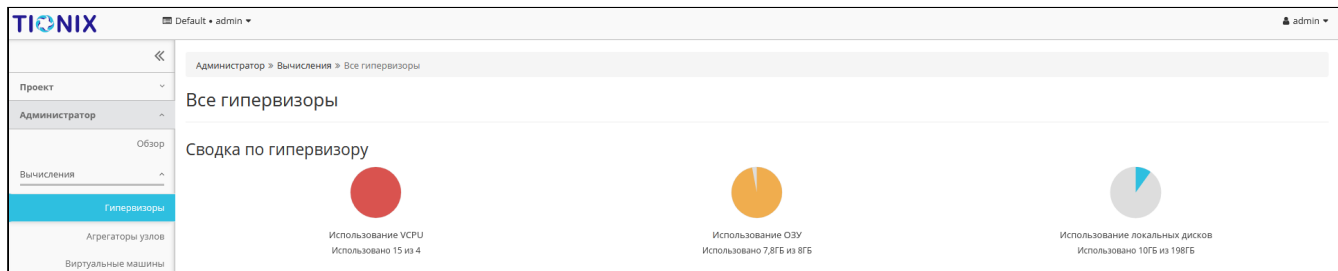 TIONIX
Default • admin
admin
Администратор » Вычисления » Все гипервизоры
Проект
Администратор
Обзор
Вычисления
Гипервизоры
Агрегаторы узлов
Виртуальные машины
Все гипервизоры
Сводка по гипервизору
Использование VCPU
Использовано 15 из 4
Использование ОЗУ
Использовано 7,8ГБ из 8ГБ
Использование локальных дисков
Использовано 10ГБ из 198ГБ